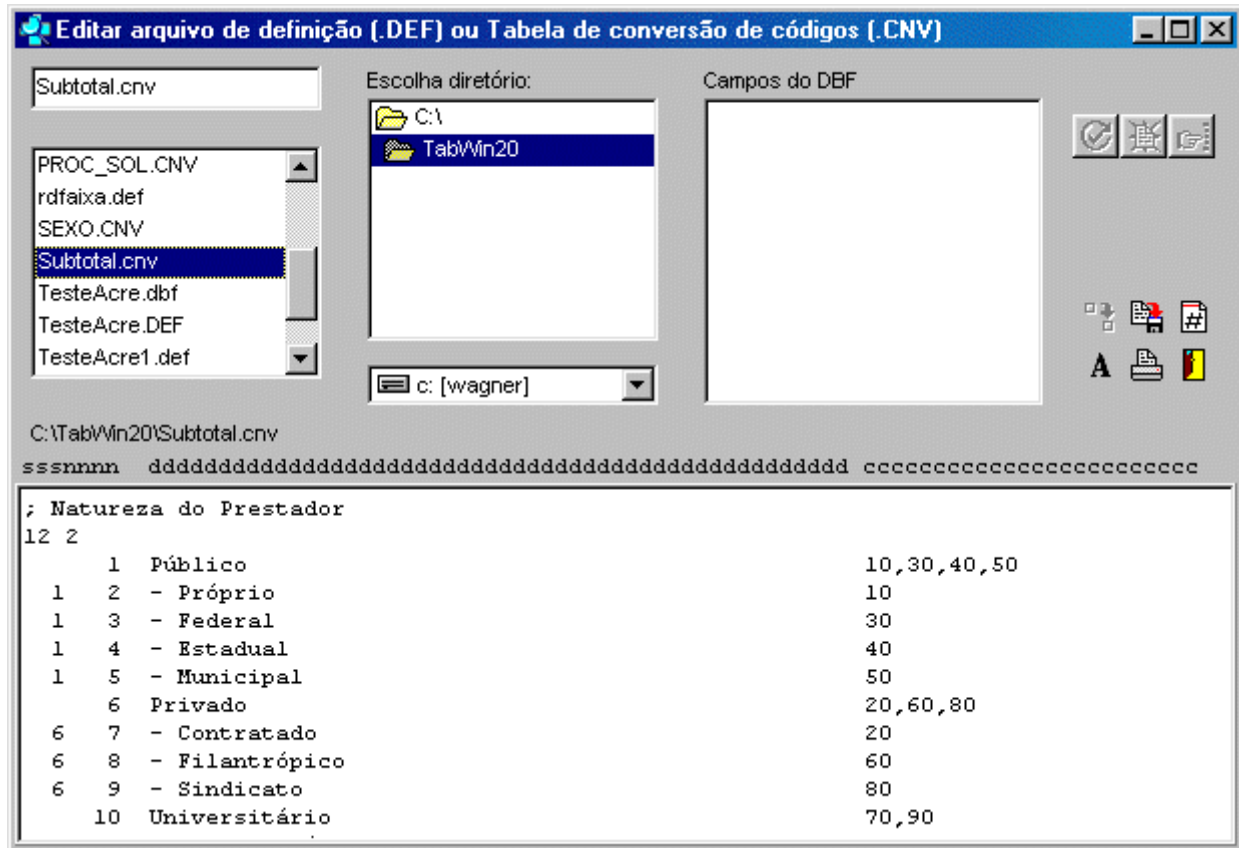 Editar arquivo de definição (.DEF) ou Tabela de conversão de códigos (.CNV)
Subtotal.cnv
PROC_SOL.CNV
rdfaixa.def
SEXO.CNV
Subtotal.cnv
TesteAcre.dbf
TesteAcre.DEF
TesteAcre1.def
Escolha diretório:
C:\
TabWin20
c: [wagner]
Campos do DBF
#
A
C:\TabWin20\Subtotal.cnv
sssnnnn  dddddddddddddddddddddddddddddddddddddddddddddddddd cccccccccccccccccccccccc
; Natureza do Prestador
12 2
1 Público 10,30,40,50
1 2 - Próprio 10
1 3 - Federal 30
1 4 - Estadual 40
1 5 - Municipal 50
6 Privado 20,60,80
6 7 - Contratado 20
6 8 - Filantrópico 60
6 9 - Sindicato 80
10 Universitário 70,90